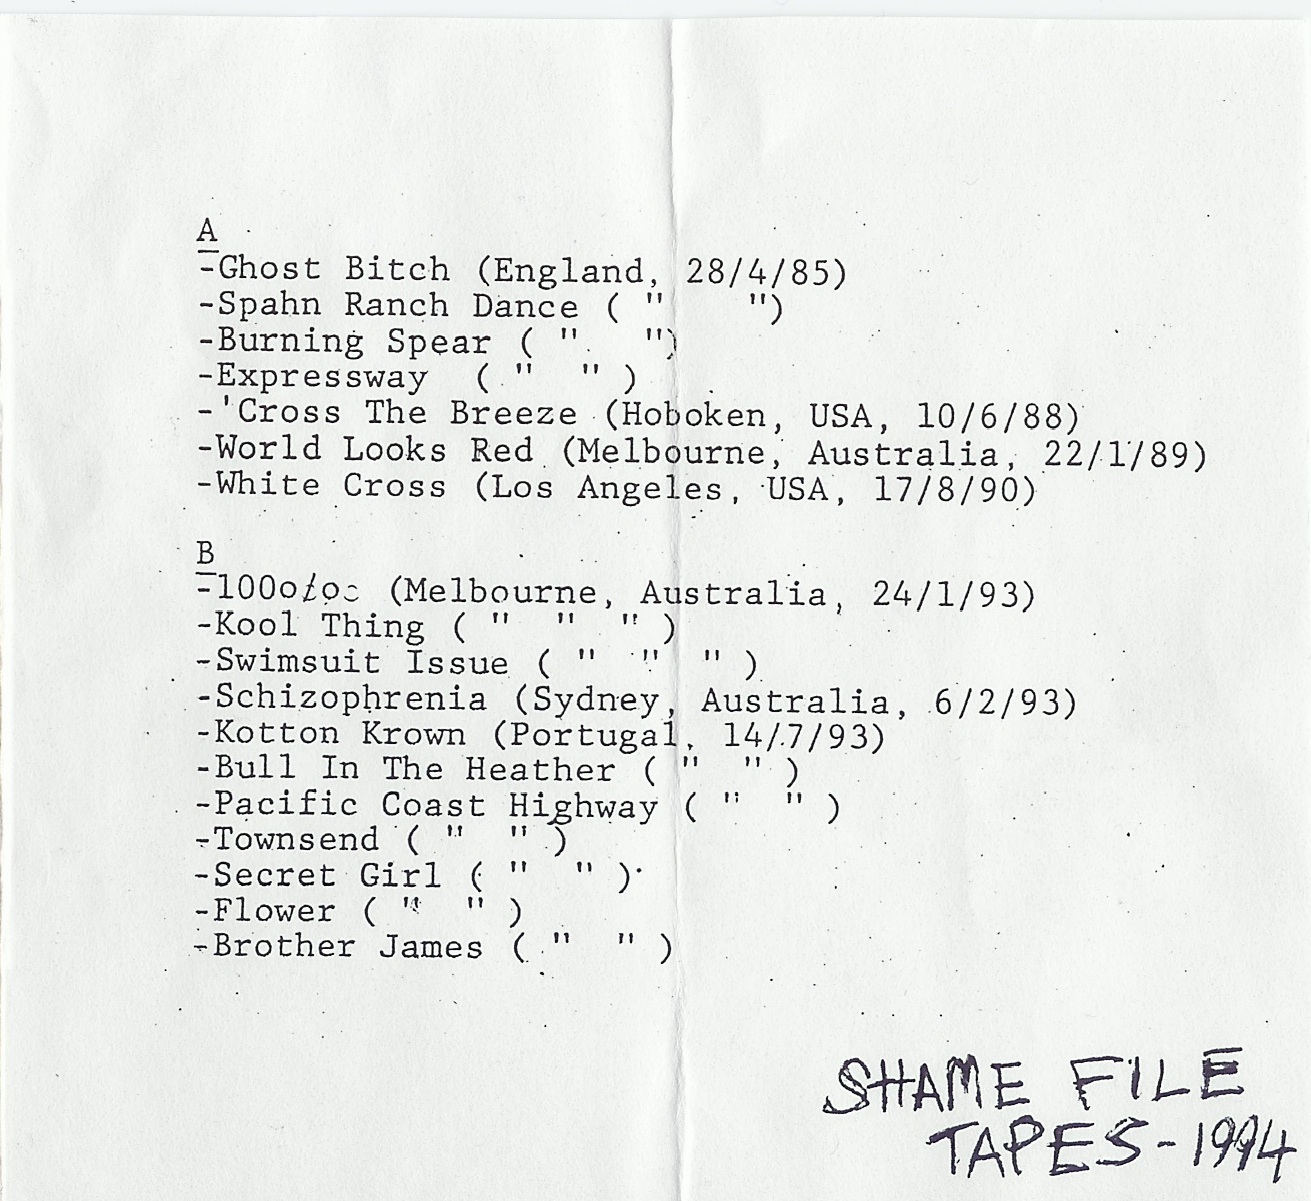 A
-Ghost Bitch (England, 28/4/85)
-Spahn Ranch Dance ( " ")
-Burning Spear ( " ")
-Expressway ( " " )
-'Cross The Breeze (Hoboken, USA, 10/6/88)
-World Looks Red (Melbourne, Australia, 22/1/89)
-White Cross (Los Angeles, USA, 17/8/90)
B
-100o/oc (Melbourne, Australia, 24/1/93)
-Kool Thing ( " " " )
-Swimsuit Issue ( " " " )
-Schizophrenia (Sydney, Australia, 6/2/93)
-Kotton Krown (Portugal, 14/7/93)
-Bull In The Heather ( " " )
-Pacific Coast Highway ( " " )
-Townsend ( " " )
-Secret Girl ( " " )
-Flower ( " " )
-Brother James ( " " )
SHAME FILE
TAPES-1994